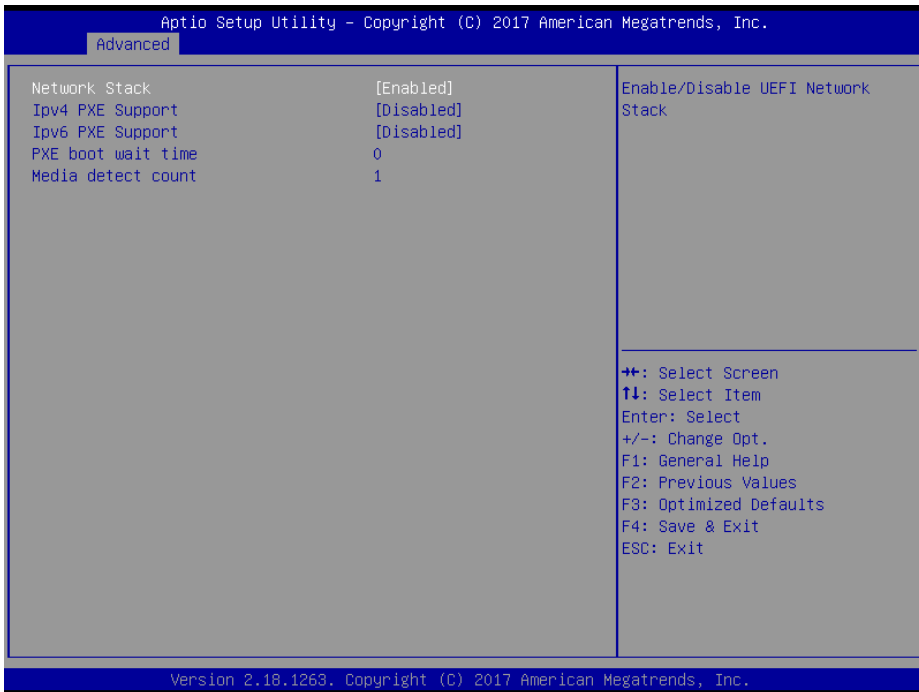 Aptio Setup Utility – Copyright (C) 2017 American Megatrends, Inc.
Advanced
Network Stack [Enabled]
Ipv4 PXE Support [Disabled]
Ipv6 PXE Support [Disabled]
PXE boot wait time 0
Media detect count 1
Enable/Disable UEFI Network
Stack
→←: Select Screen
↑↓: Select Item
Enter: Select
+/-: Change Opt.
F1: General Help
F2: Previous Values
F3: Optimized Defaults
F4: Save & Exit
ESC: Exit
Version 2.18.1263. Copyright (C) 2017 American Megatrends, Inc.